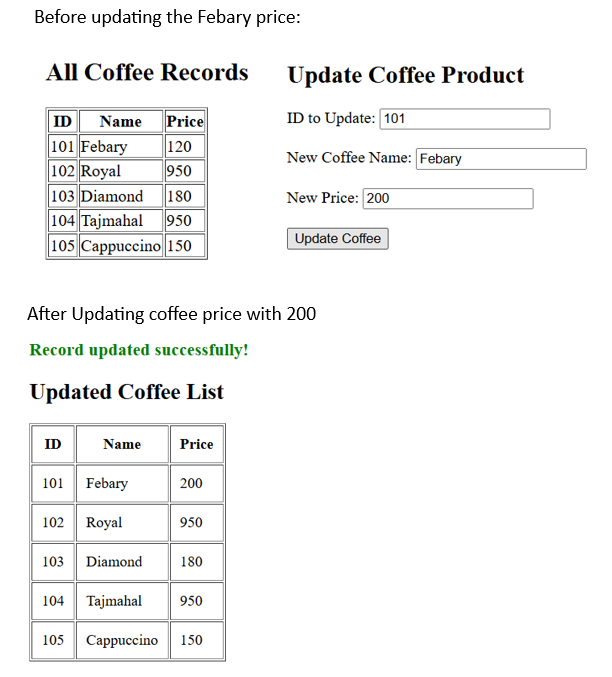 Before updating the Febary price:
All Coffee Records
ID Name Price
101 Febary 120
102 Royal 950
103 Diamond 180
104 Tajmahal 950
105 Cappuccino 150
Update Coffee Product
ID to Update: 101
New Coffee Name: Febary
New Price: 200
Update Coffee
After Updating coffee price with 200
Record updated successfully!
Updated Coffee List
ID Name Price
101 Febary 200
102 Royal 950
103 Diamond 180
104 Tajmahal 950
105 Cappuccino 150